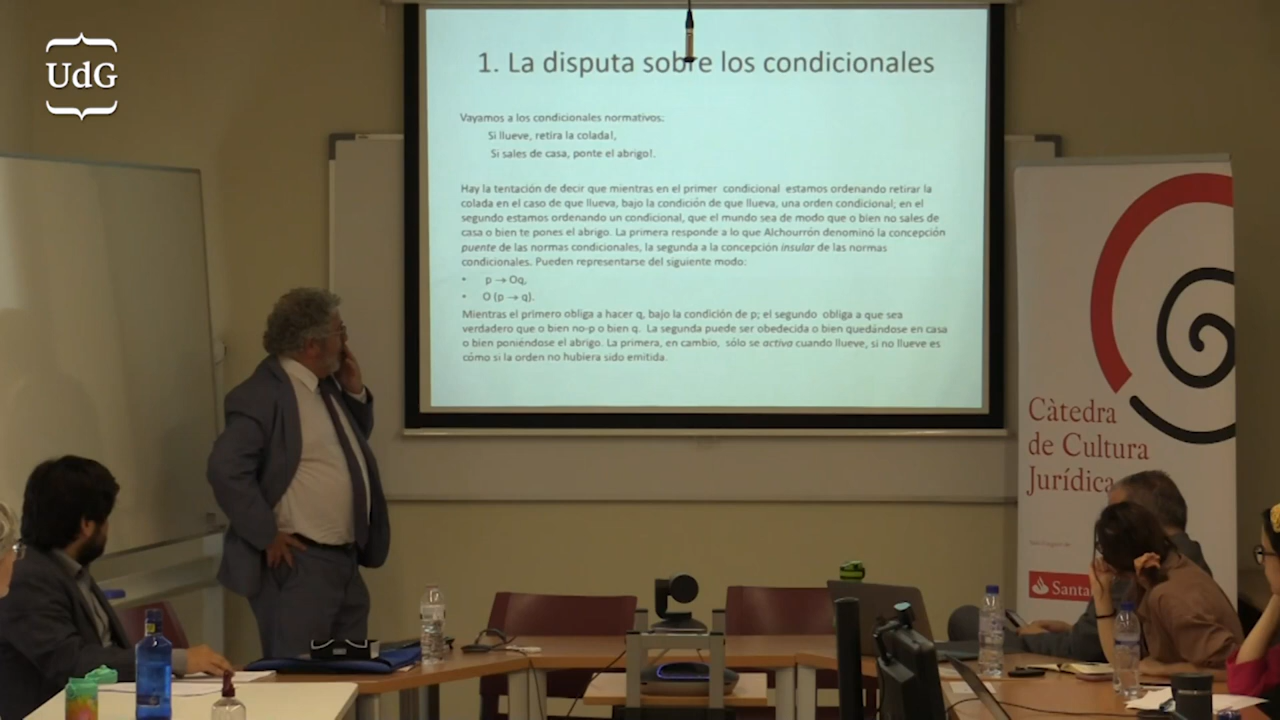 UdG
1. La disputa sobre los condicionales
Vayamos a los condicionales normativos:
Si llueve, retira la colada!,
Si sales de casa, ponte el abrigo!.
Hay la tentación de decir que mientras en el primer condicional estamos ordenando retirar la
colada en el caso de que llueva, bajo la condición de que llueva, una orden condicional; en el
segundo estamos ordenando un condicional, que el mundo sea de modo que o bien no sales de
casa o bien te pones el abrigo. La primera responde a lo que Alchourrón denominó la concepción
puente de las normas condicionales, la segunda a la concepción insular de las normas
condicionales. Pueden representarse del siguiente modo:
• p → Oq,
• O (p → q).
Mientras el primero obliga a hacer q, bajo la condición de p; el segundo obliga a que sea
verdadero que o bien no-p o bien q. La segunda puede ser obedecida o bien quedándose en casa
o bien poniéndose el abrigo. La primera, en cambio, sólo se activa cuando llueve, si no llueve es
cómo si la orden no hubiera sido emitida.
Càtedra
de Cultura
Jurídica
Santa